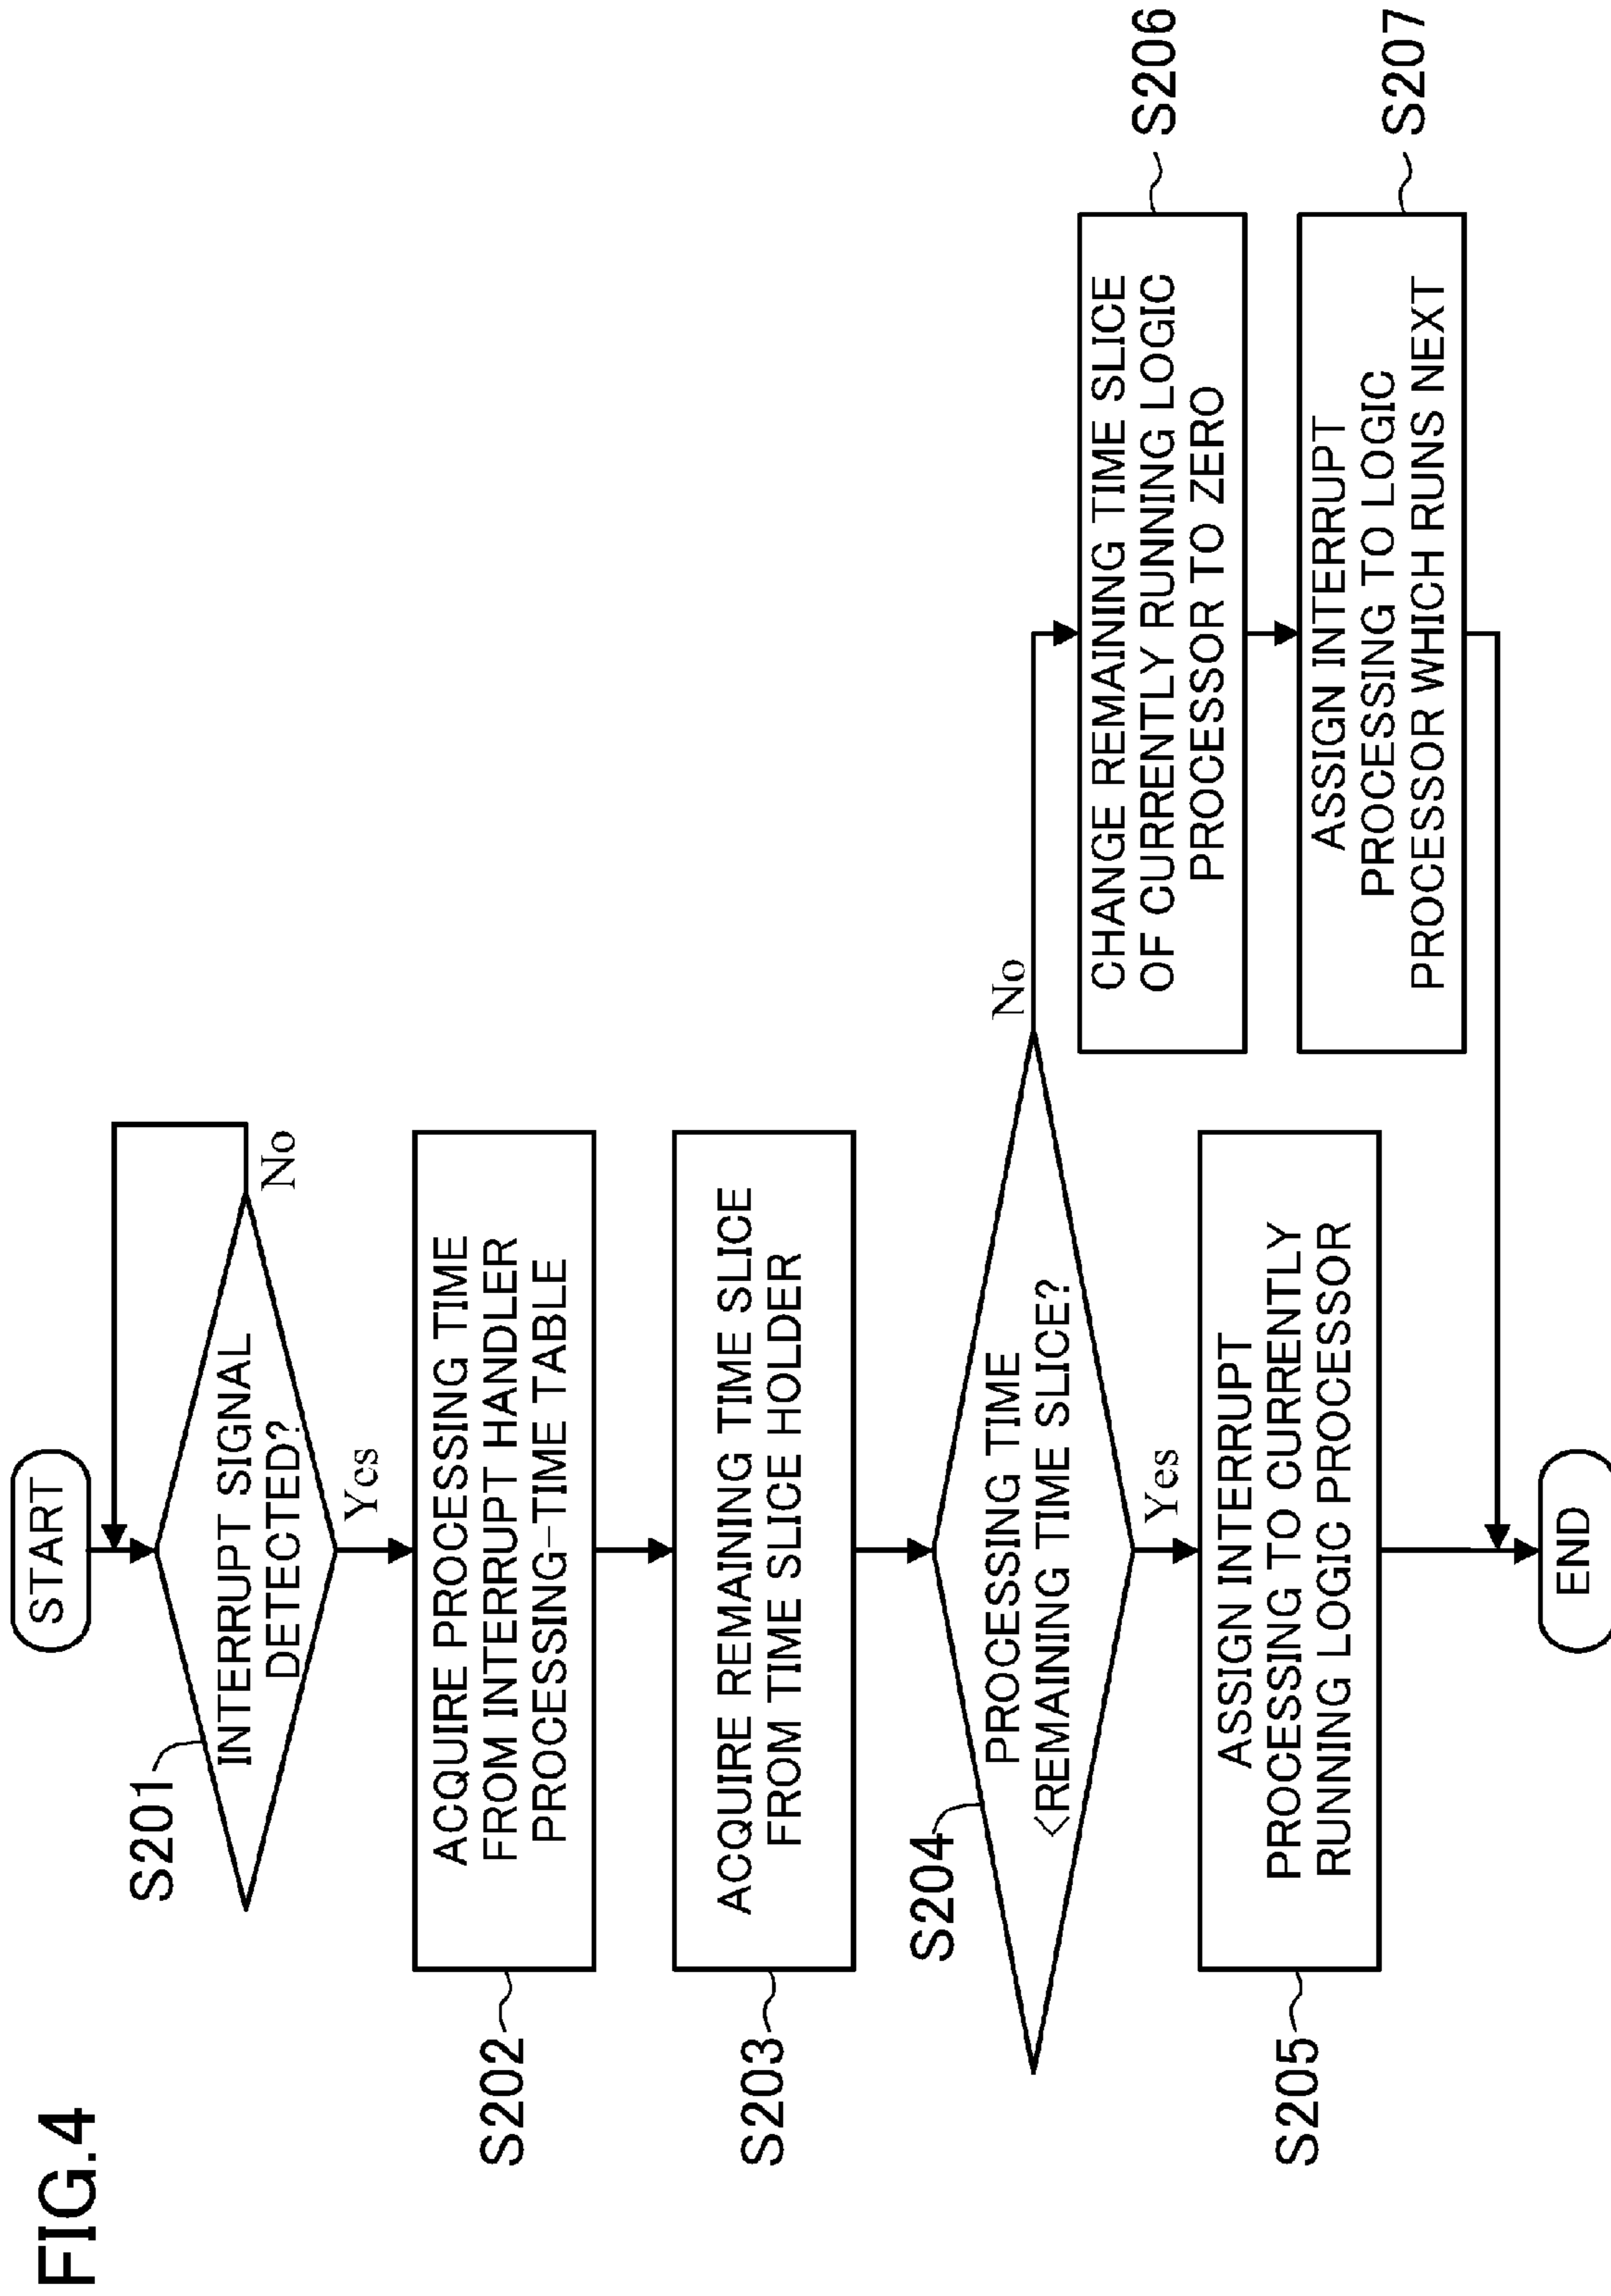 FIG.4
START
S201
INTERRUPT SIGNAL
DETECTED?
No
Yes
S202
ACQUIRE PROCESSING TIME
FROM INTERRUPT HANDLER
PROCESSING-TIME TABLE
S203
ACQUIRE REMAINING TIME SLICE
FROM TIME SLICE HOLDER
S204
PROCESSING TIME
<REMAINING TIME SLICE?
No
Yes
S205
ASSIGN INTERRUPT
PROCESSING TO CURRENTLY
RUNNING LOGIC PROCESSOR
CHANGE REMAINING TIME SLICE
OF CURRENTLY RUNNING LOGIC
PROCESSOR TO ZERO
S206
ASSIGN INTERRUPT
PROCESSING TO LOGIC
PROCESSOR WHICH RUNS NEXT
S207
END